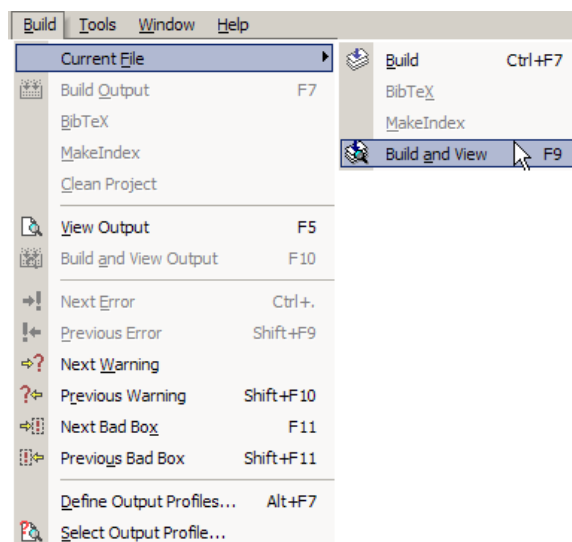 Build Tools Window Help
Current File
Build Output F7
BibTeX
MakeIndex
Clean Project
View Output F5
Build and View Output F10
Next Error Ctrl+.
Previous Error Shift+F9
Next Warning
Previous Warning Shift+F10
Next Bad Box F11
Previous Bad Box Shift+F11
Define Output Profiles... Alt+F7
Select Output Profile...
Build Ctrl+F7
BibTeX
MakeIndex
Build and View F9